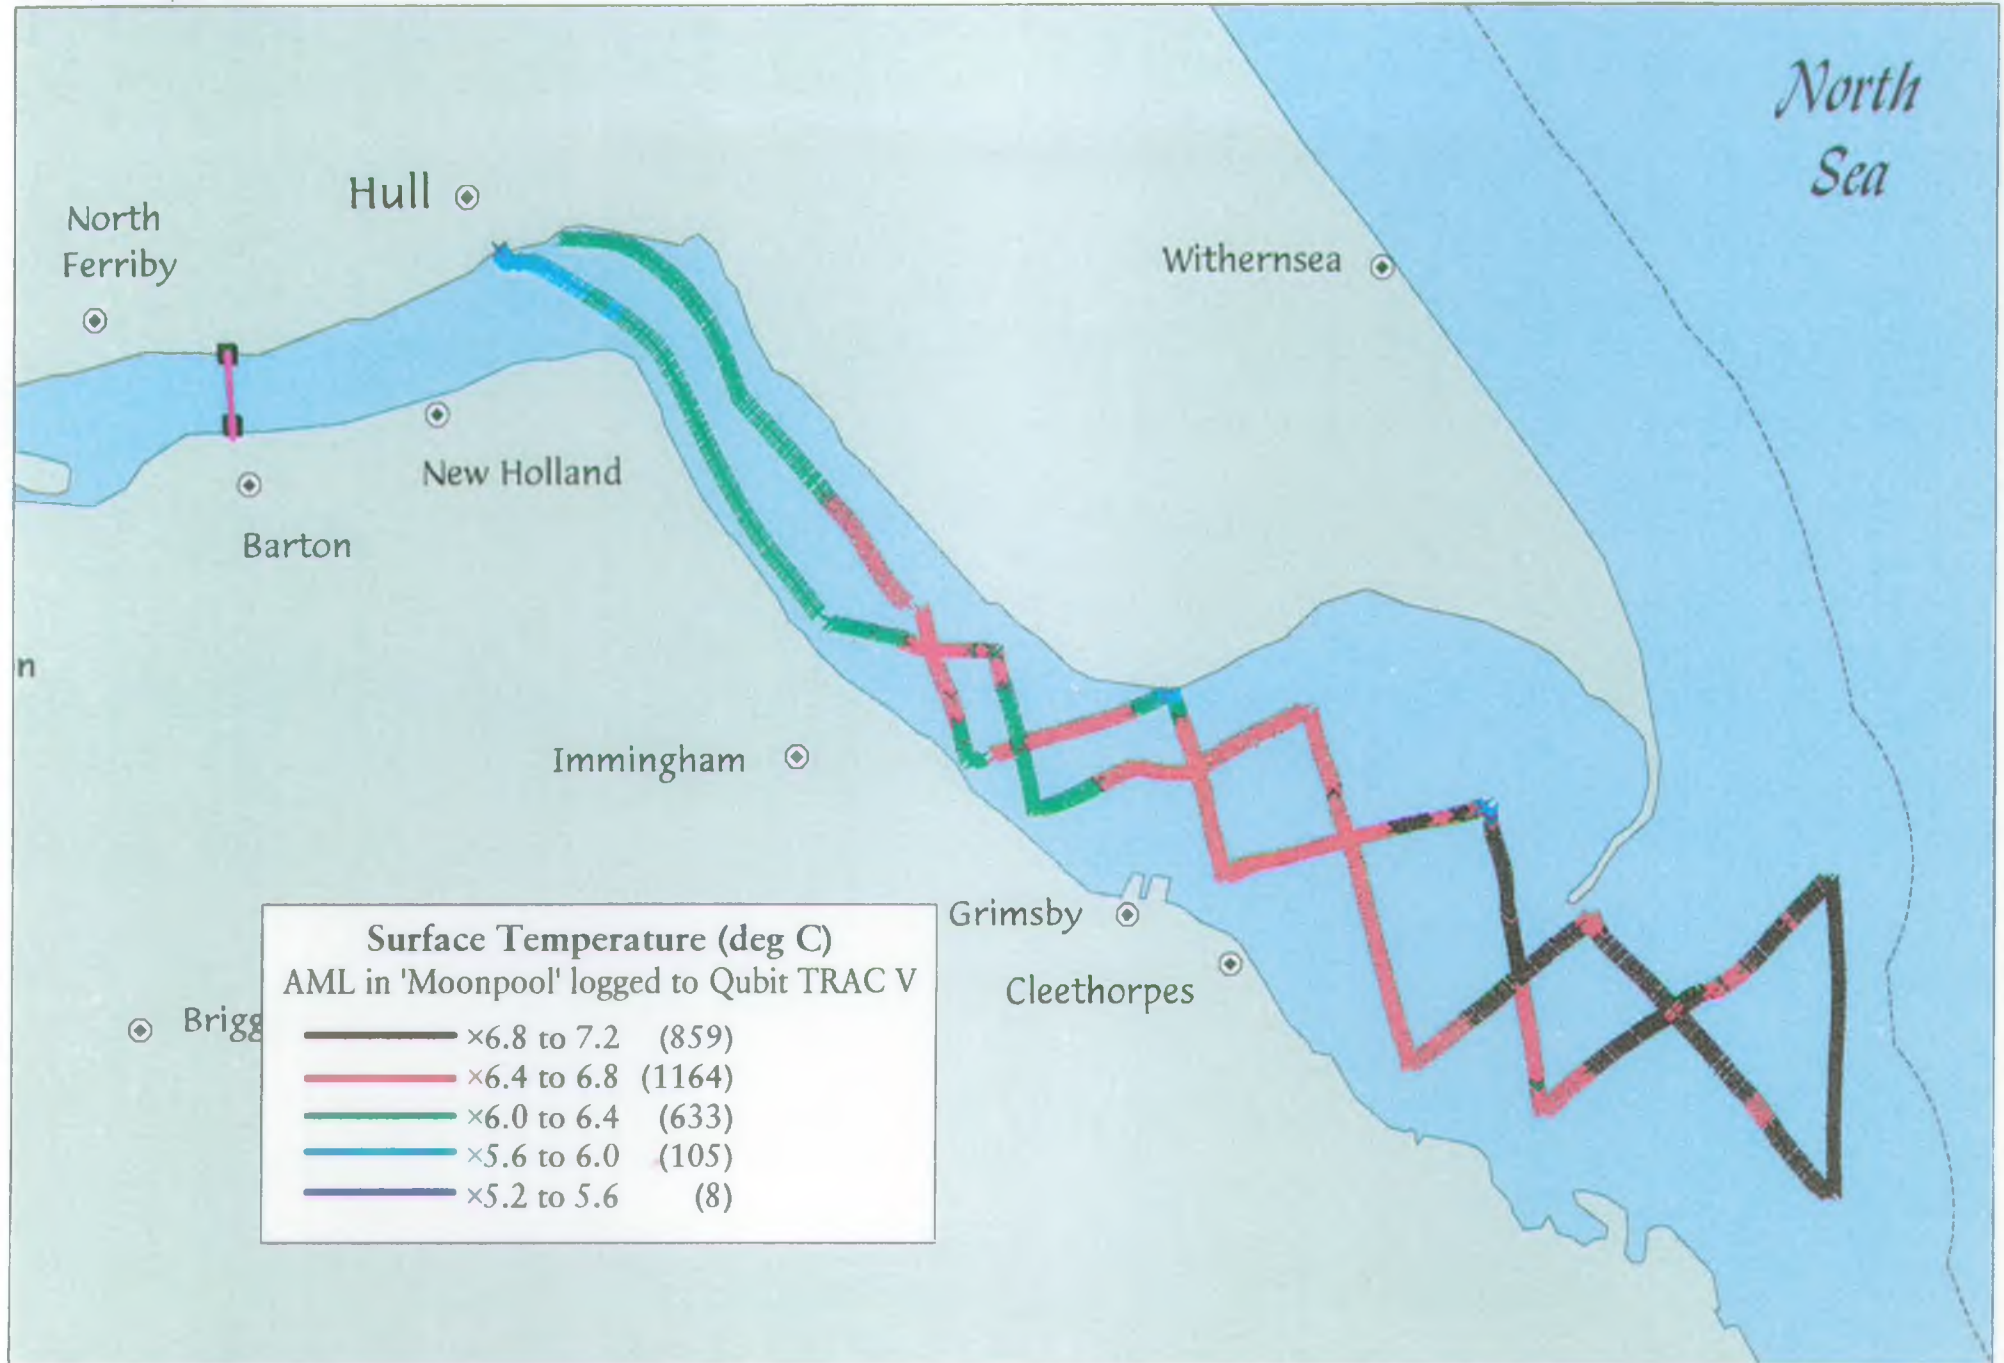 North
Sea
Hull
North
Ferriby
Withernsea
New Holland
Barton
n
Immingham
Grimsby
Cleethorpes
Brigg
Surface Temperature (deg C)
AML in 'Moonpool' logged to Qubit TRAC V
×6.8 to 7.2 (859)
×6.4 to 6.8 (1164)
×6.0 to 6.4 (633)
×5.6 to 6.0 (105)
×5.2 to 5.6 (8)